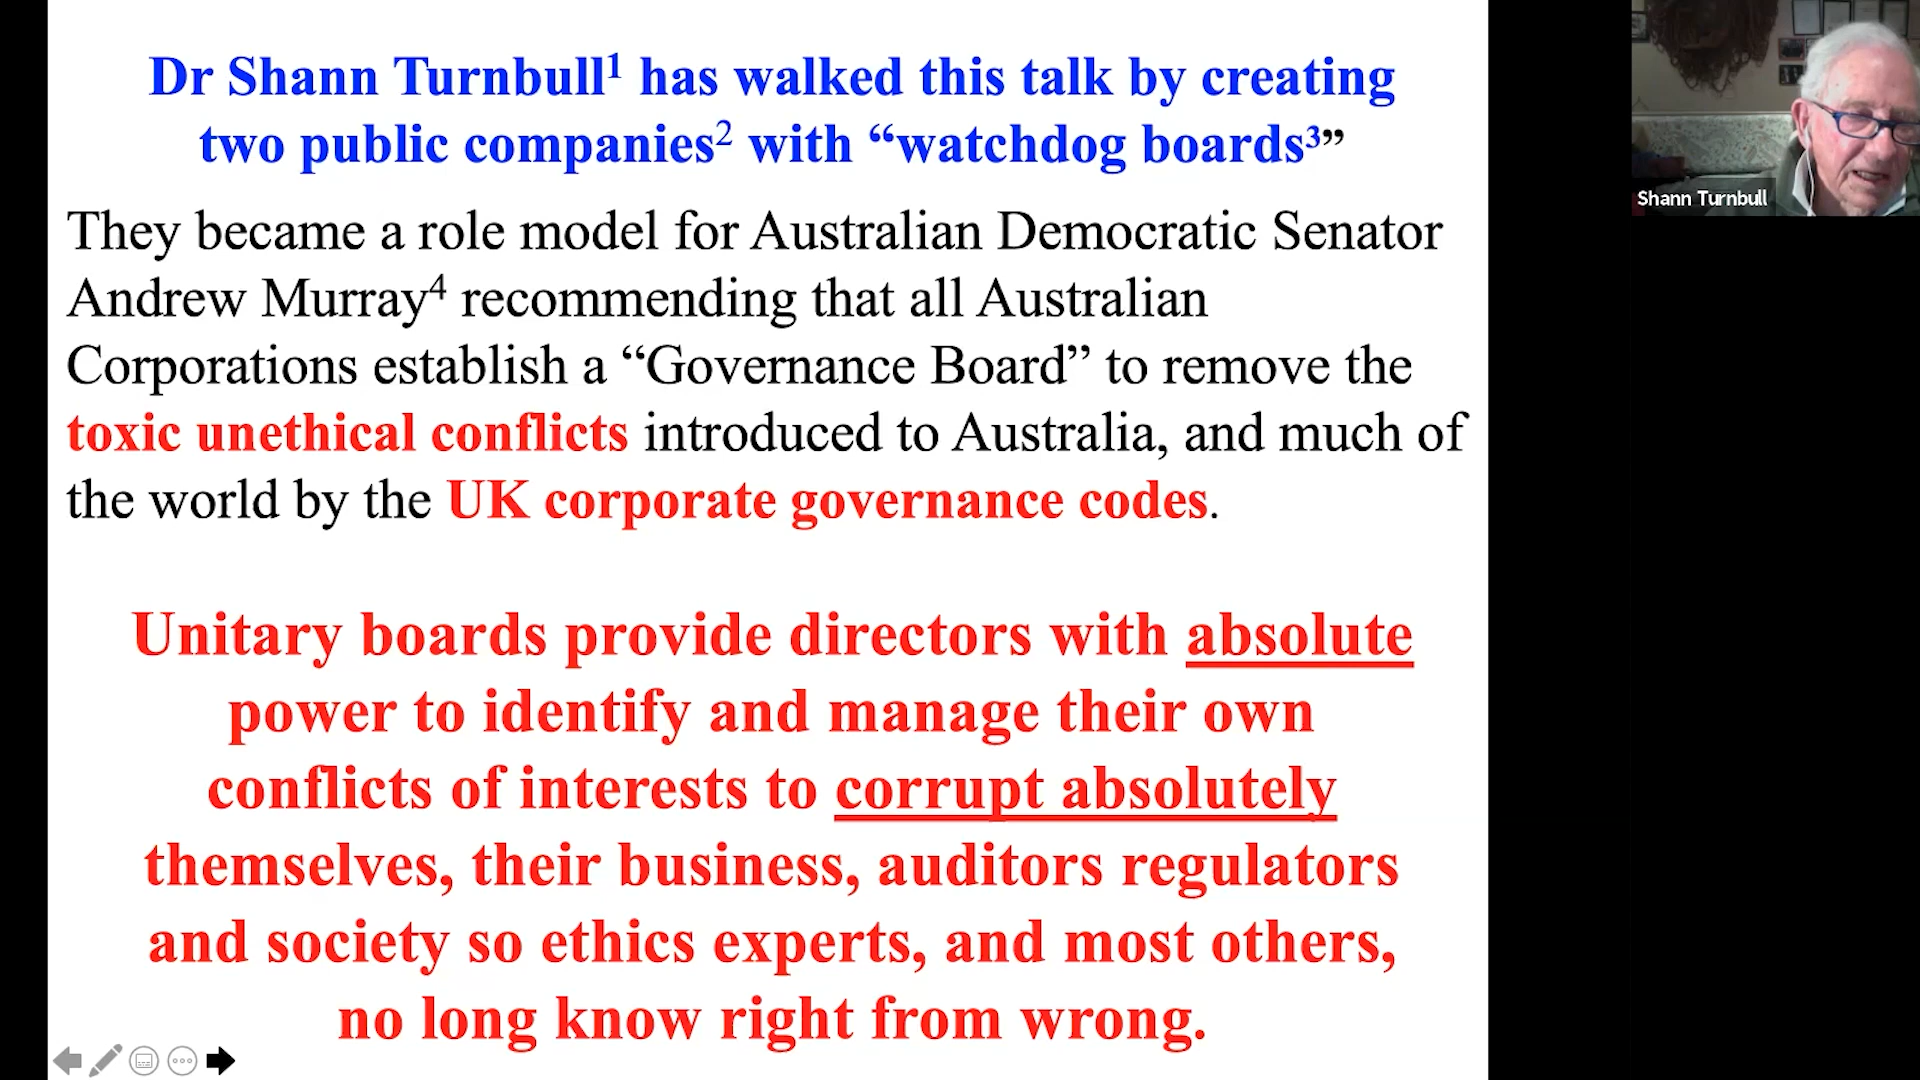 Dr Shann Turnbull¹ has walked this talk by creating
two public companies² with “watchdog boards³”
They became a role model for Australian Democratic Senator
Andrew Murray⁴ recommending that all Australian
Corporations establish a “Governance Board” to remove the
toxic unethical conflicts introduced to Australia, and much of
the world by the UK corporate governance codes.
Unitary boards provide directors with absolute
power to identify and manage their own
conflicts of interests to corrupt absolutely
themselves, their business, auditors regulators
and society so ethics experts, and most others,
no long know right from wrong.
Shann Turnbull